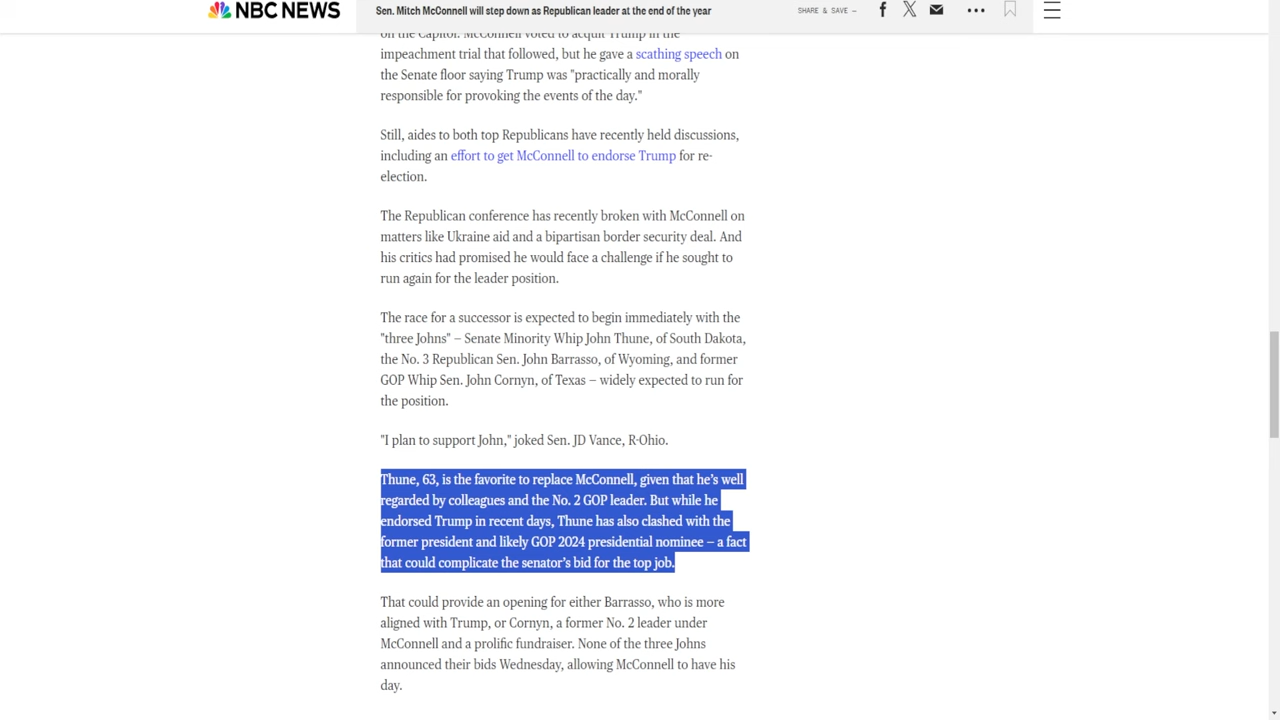 NBC NEWS
Sen. Mitch McConnell will step down as Republican leader at the end of the year
SHARE & SAVE —
on the Capitol. McConnell voted to acquit Trump in the
impeachment trial that followed, but he gave a scathing speech on
the Senate floor saying Trump was "practically and morally
responsible for provoking the events of the day."
Still, aides to both top Republicans have recently held discussions,
including an effort to get McConnell to endorse Trump for re-
election.
The Republican conference has recently broken with McConnell on
matters like Ukraine aid and a bipartisan border security deal. And
his critics had promised he would face a challenge if he sought to
run again for the leader position.
The race for a successor is expected to begin immediately with the
"three Johns" — Senate Minority Whip John Thune, of South Dakota,
the No. 3 Republican Sen. John Barrasso, of Wyoming, and former
GOP Whip Sen. John Cornyn, of Texas — widely expected to run for
the position.
"I plan to support John," joked Sen. JD Vance, R-Ohio.
Thune, 63, is the favorite to replace McConnell, given that he's well
regarded by colleagues and the No. 2 GOP leader. But while he
endorsed Trump in recent days, Thune has also clashed with the
former president and likely GOP 2024 presidential nominee — a fact
that could complicate the senator's bid for the top job.
That could provide an opening for either Barrasso, who is more
aligned with Trump, or Cornyn, a former No. 2 leader under
McConnell and a prolific fundraiser. None of the three Johns
announced their bids Wednesday, allowing McConnell to have his
day.